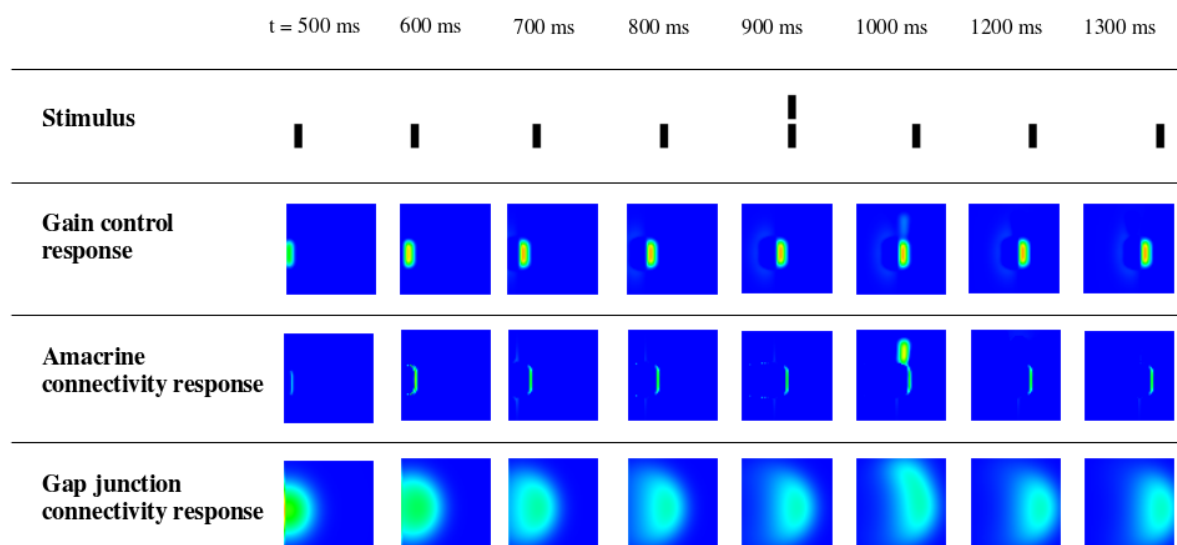 t = 500 ms 600 ms 700 ms 800 ms 900 ms 1000 ms 1200 ms 1300 ms
Stimulus
Gain control
response
Amacrine
connectivity response
Gap junction
connectivity response